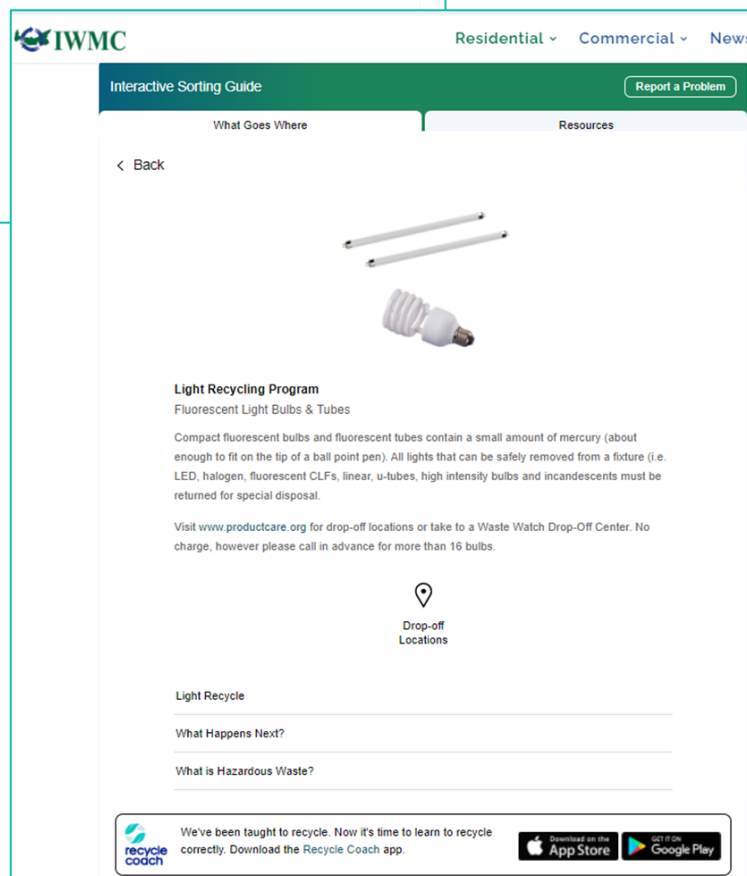 IWMC
Residential Commercial News
Interactive Sorting Guide Report a Problem
What Goes Where Resources
Back
Light Recycling Program
Fluorescent Light Bulbs & Tubes
Compact fluorescent bulbs and fluorescent tubes contain a small amount of mercury (about
enough to fit on the tip of a ball point pen). All lights that can be safely removed from a fixture (i.e.
LED, halogen, fluorescent CLFs, linear, u-tubes, high intensity bulbs and incandescents must be
returned for special disposal.
Visit www.productcare.org for drop-off locations or take to a Waste Watch Drop-Off Center. No
charge, however please call in advance for more than 16 bulbs.
Drop-off
Locations
Light Recycle
What Happens Next?
What is Hazardous Waste?
We've been taught to recycle. Now it's time to learn to recycle
correctly. Download the Recycle Coach app.
recycle
coach
Download on the
App Store
GET IT ON
Google Play